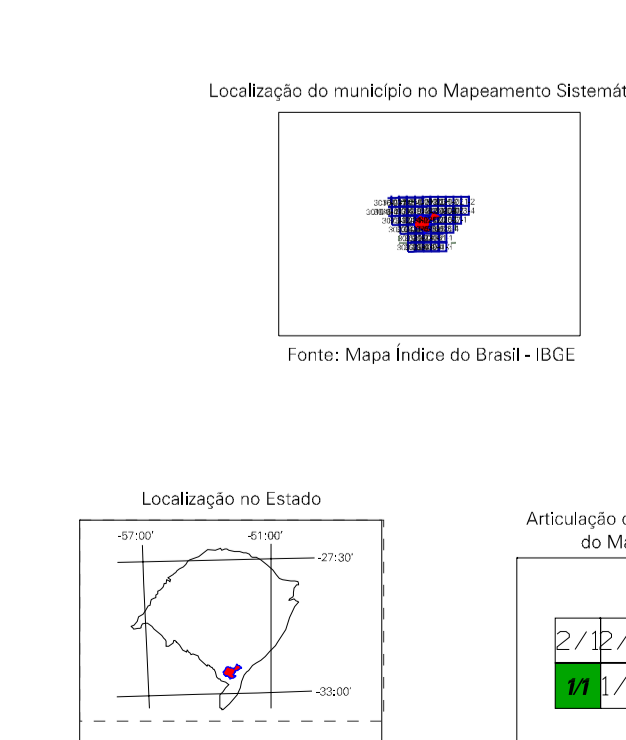 Localização do município no Mapeamento Sistemát
Fonte: Mapa Índice do Brasil - IBGE
Localização no Estado
-57:00'
-51:00'
-27:30'
-33:00'
Articulação
do Ma
2/1 2/
1/1 1/